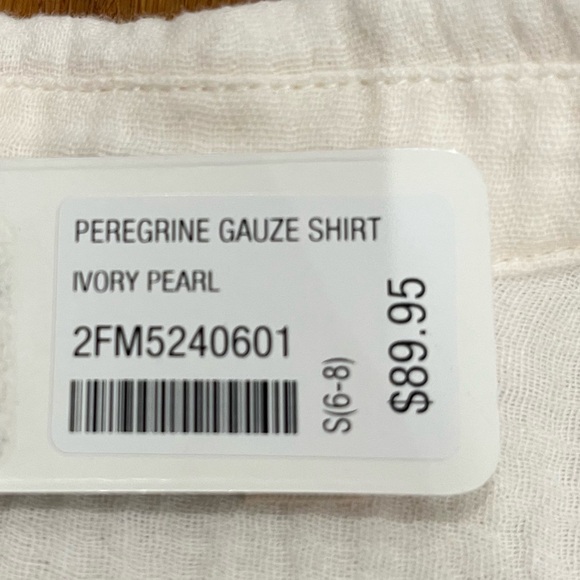 PEREGRINE GAUZE SHIRT
IVORY PEARL
2FM5240601
S(6-8)
$89.95